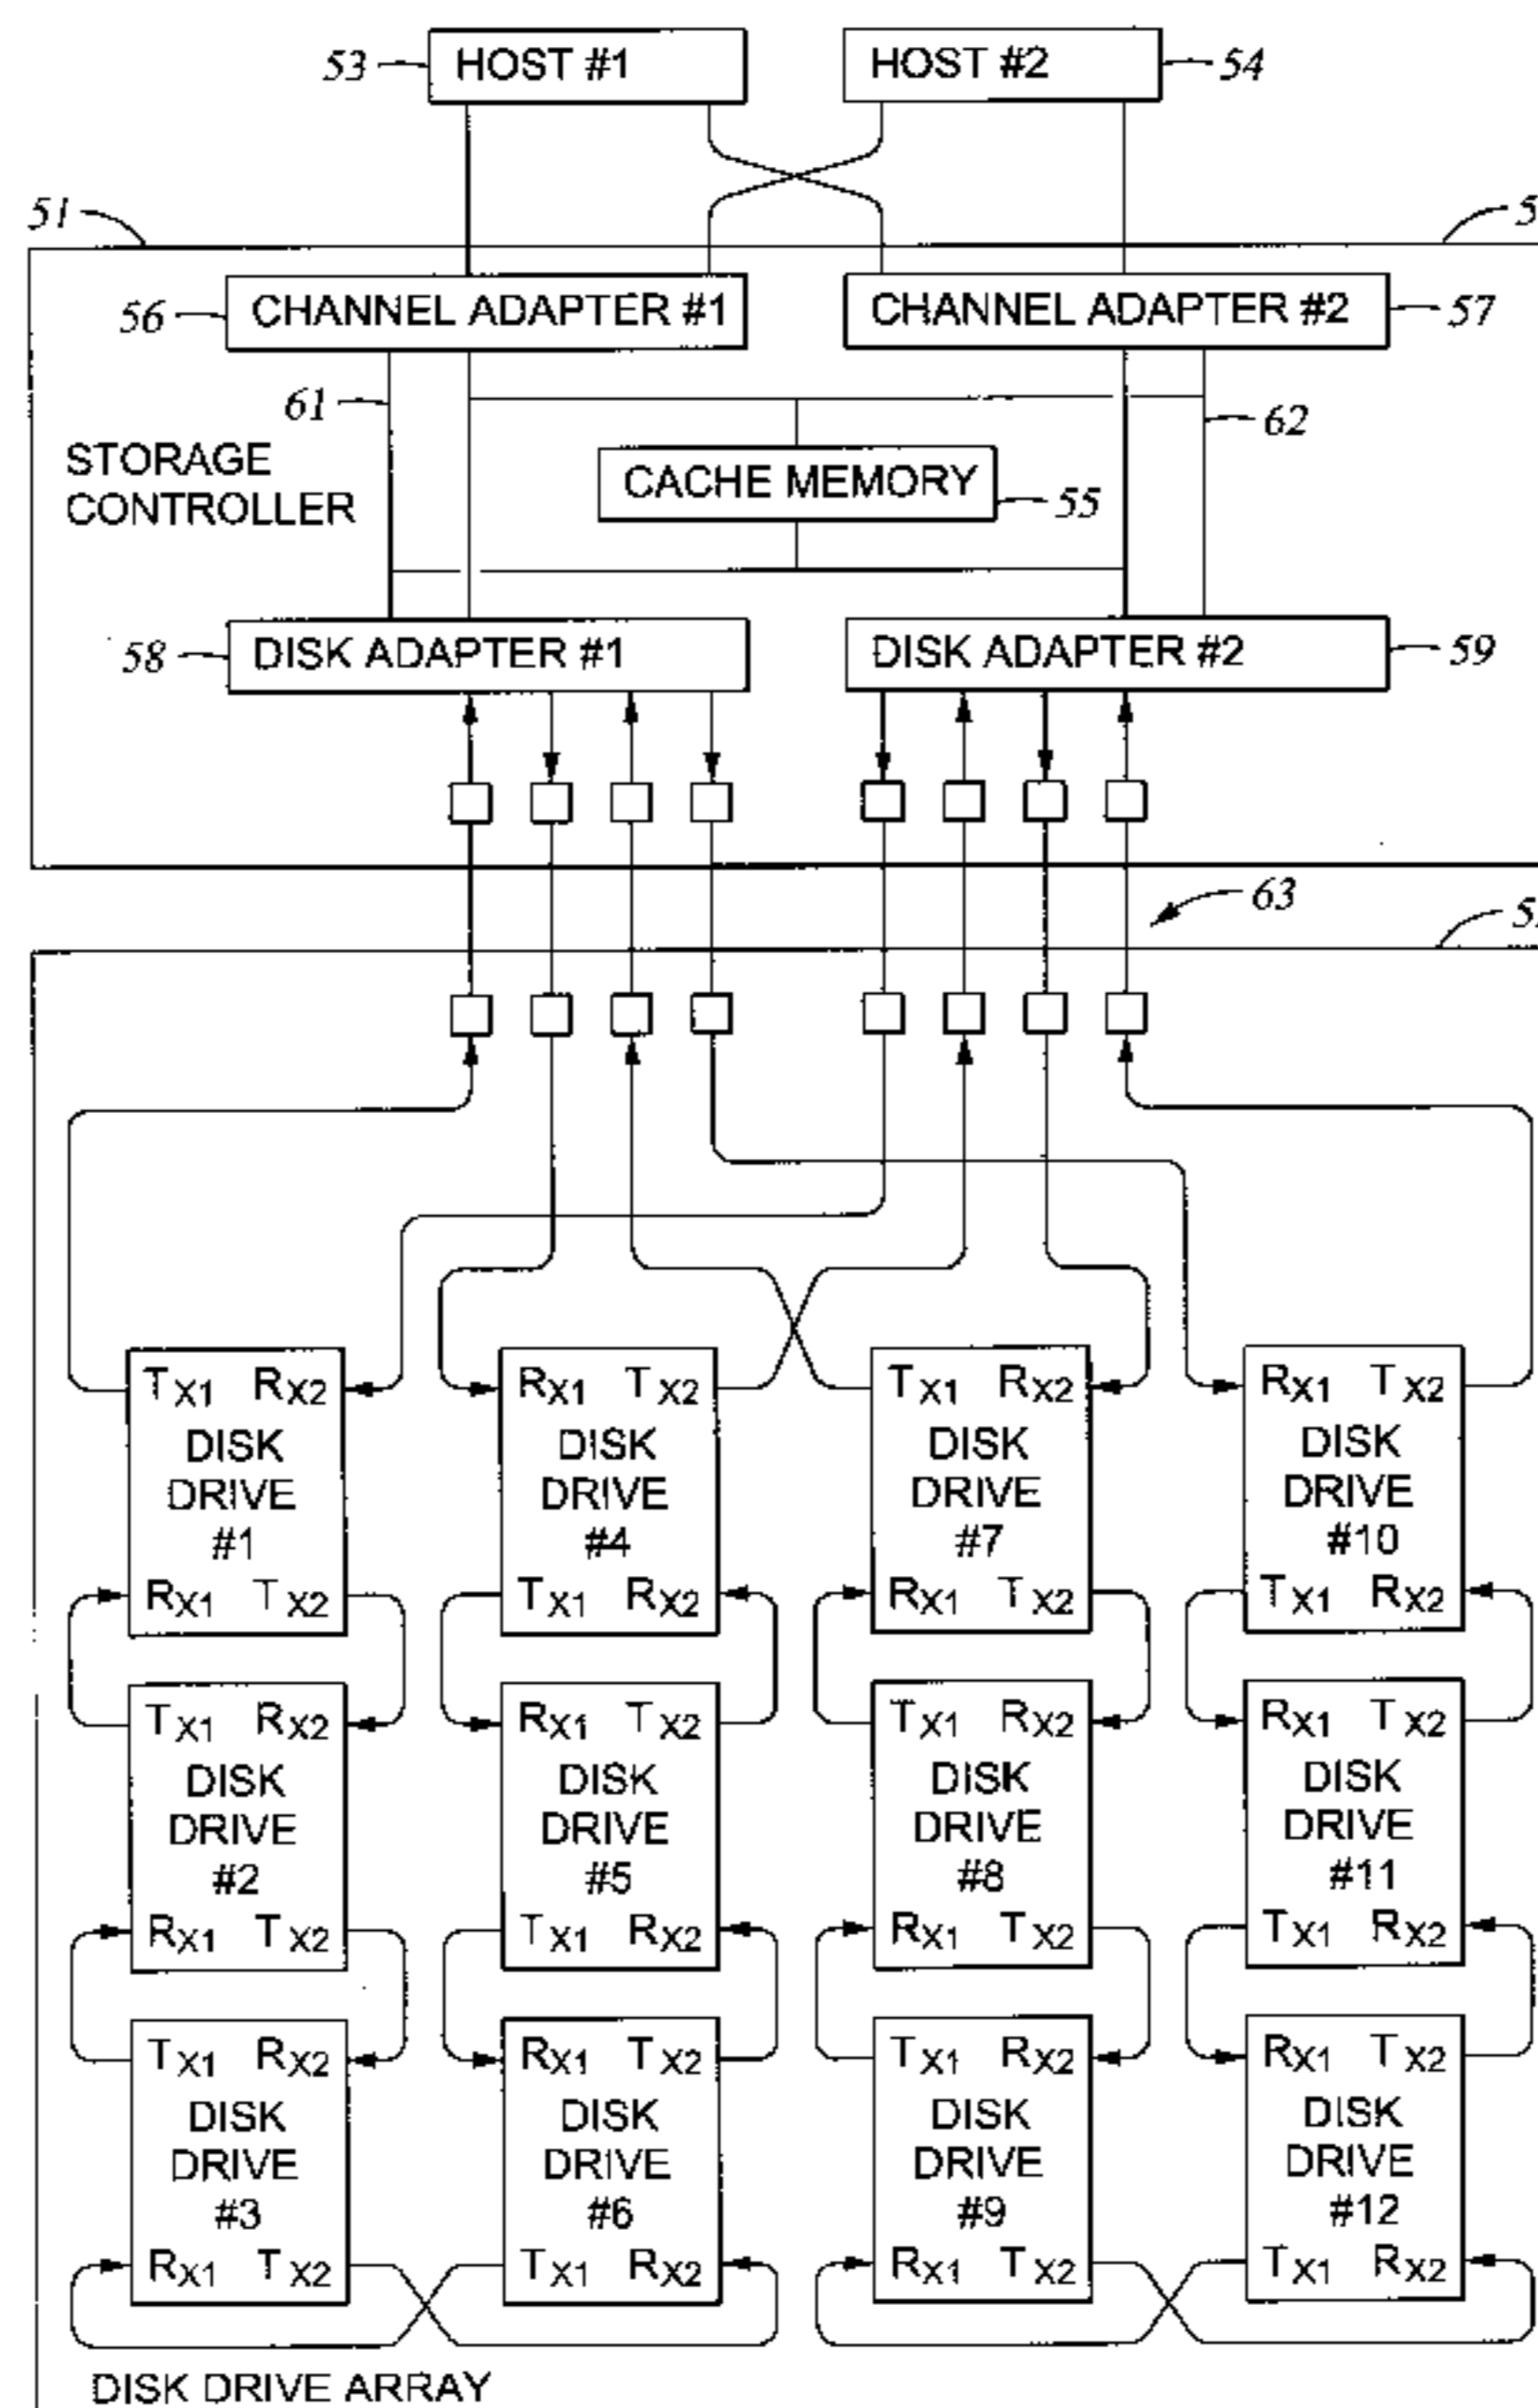 53 HOST #1 HOST #2 54
51
56 CHANNEL ADAPTER #1 CHANNEL ADAPTER #2 57
61 62
STORAGE
CONTROLLER
CACHE MEMORY 55
58 DISK ADAPTER #1 DISK ADAPTER #2 59
63
TX1 RX2 RX1 TX2 TX1 RX2 RX1 TX2
DISK DISK DISK DISK
DRIVE DRIVE DRIVE DRIVE
#1 #4 #7 #10
RX1 TX2 TX1 RX2 RX1 TX2 TX1 RX2
TX1 RX2 RX1 TX2 TX1 RX2 RX1 TX2
DISK DISK DISK DISK
DRIVE DRIVE DRIVE DRIVE
#2 #5 #8 #11
RX1 TX2 TX1 RX2 RX1 TX2 TX1 RX2
TX1 RX2 RX1 TX2 TX1 RX2 RX1 TX2
DISK DISK DISK DISK
DRIVE DRIVE DRIVE DRIVE
#3 #6 #9 #12
RX1 TX2 TX1 RX2 RX1 TX2 TX1 RX2
DISK DRIVE ARRAY